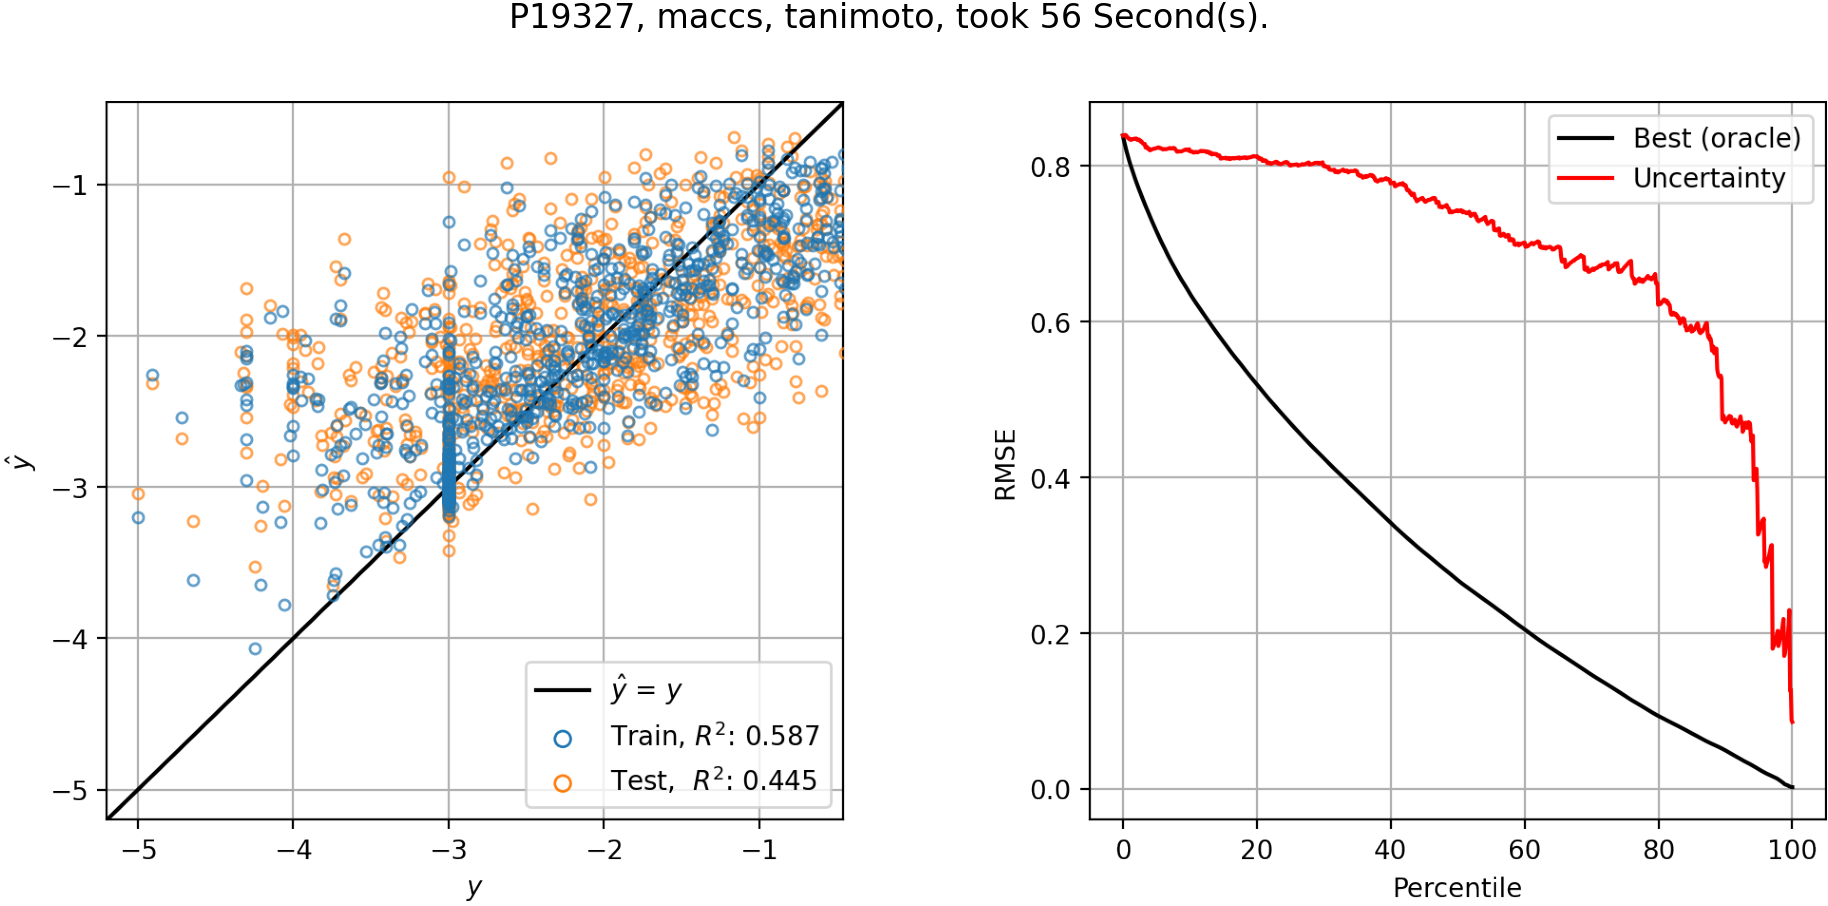 P19327, maccs, tanimoto, took 56 Second(s).
−1
−2
−3
−4
−5
ŷ
−5 −4 −3 −2 −1
y
ŷ = y
Train, R²: 0.587
Test, R²: 0.445
0.8
0.6
0.4
0.2
0.0
RMSE
0 20 40 60 80 100
Percentile
Best (oracle)
Uncertainty